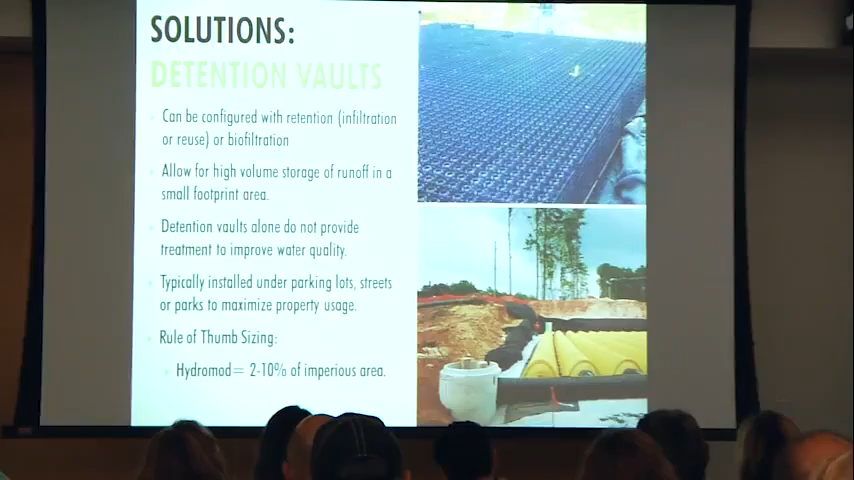 SOLUTIONS:
DETENTION VAULTS
Can be configured with retention (infiltration
or reuse) or biofiltration
Allow for high volume storage of runoff in a
small footprint area.
Detention vaults alone do not provide
treatment to improve water quality.
Typically installed under parking lots, streets
or parks to maximize property usage.
Rule of Thumb Sizing:
Hydromod= 2-10% of imperious area.